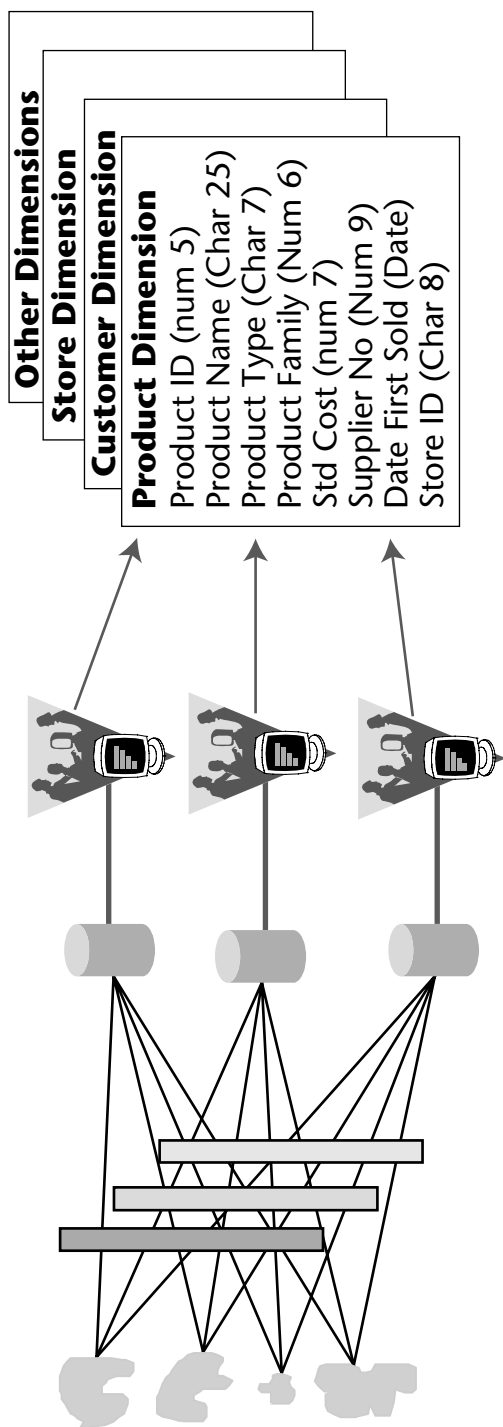 Other Dimensions
Store Dimension
Customer Dimension
Product Dimension
Product ID (num 5)
Product Name (Char 25)
Product Type (Char 7)
Product Family (Num 6)
Std Cost (num 7)
Supplier No (Num 9)
Date First Sold (Date)
Store ID (Char 8)